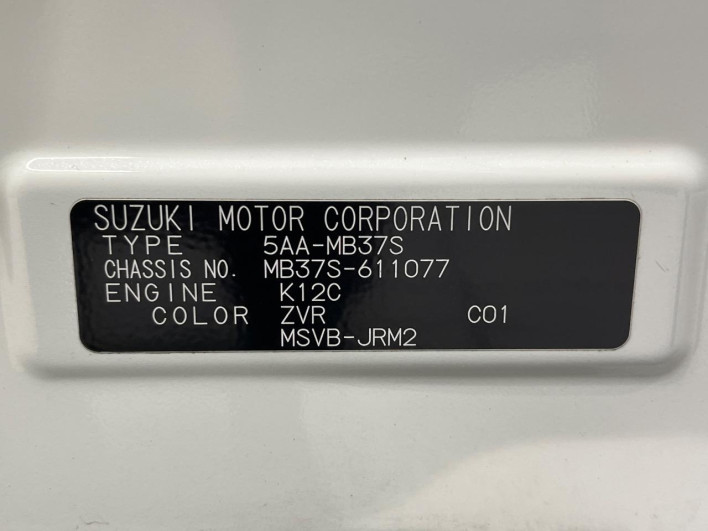 SUZUKI MOTOR CORPORATION
TYPE 5AA-MB37S
CHASSIS NO. MB37S-611077
ENGINE K12C
COLOR ZVR C01
MSVB-JRM2